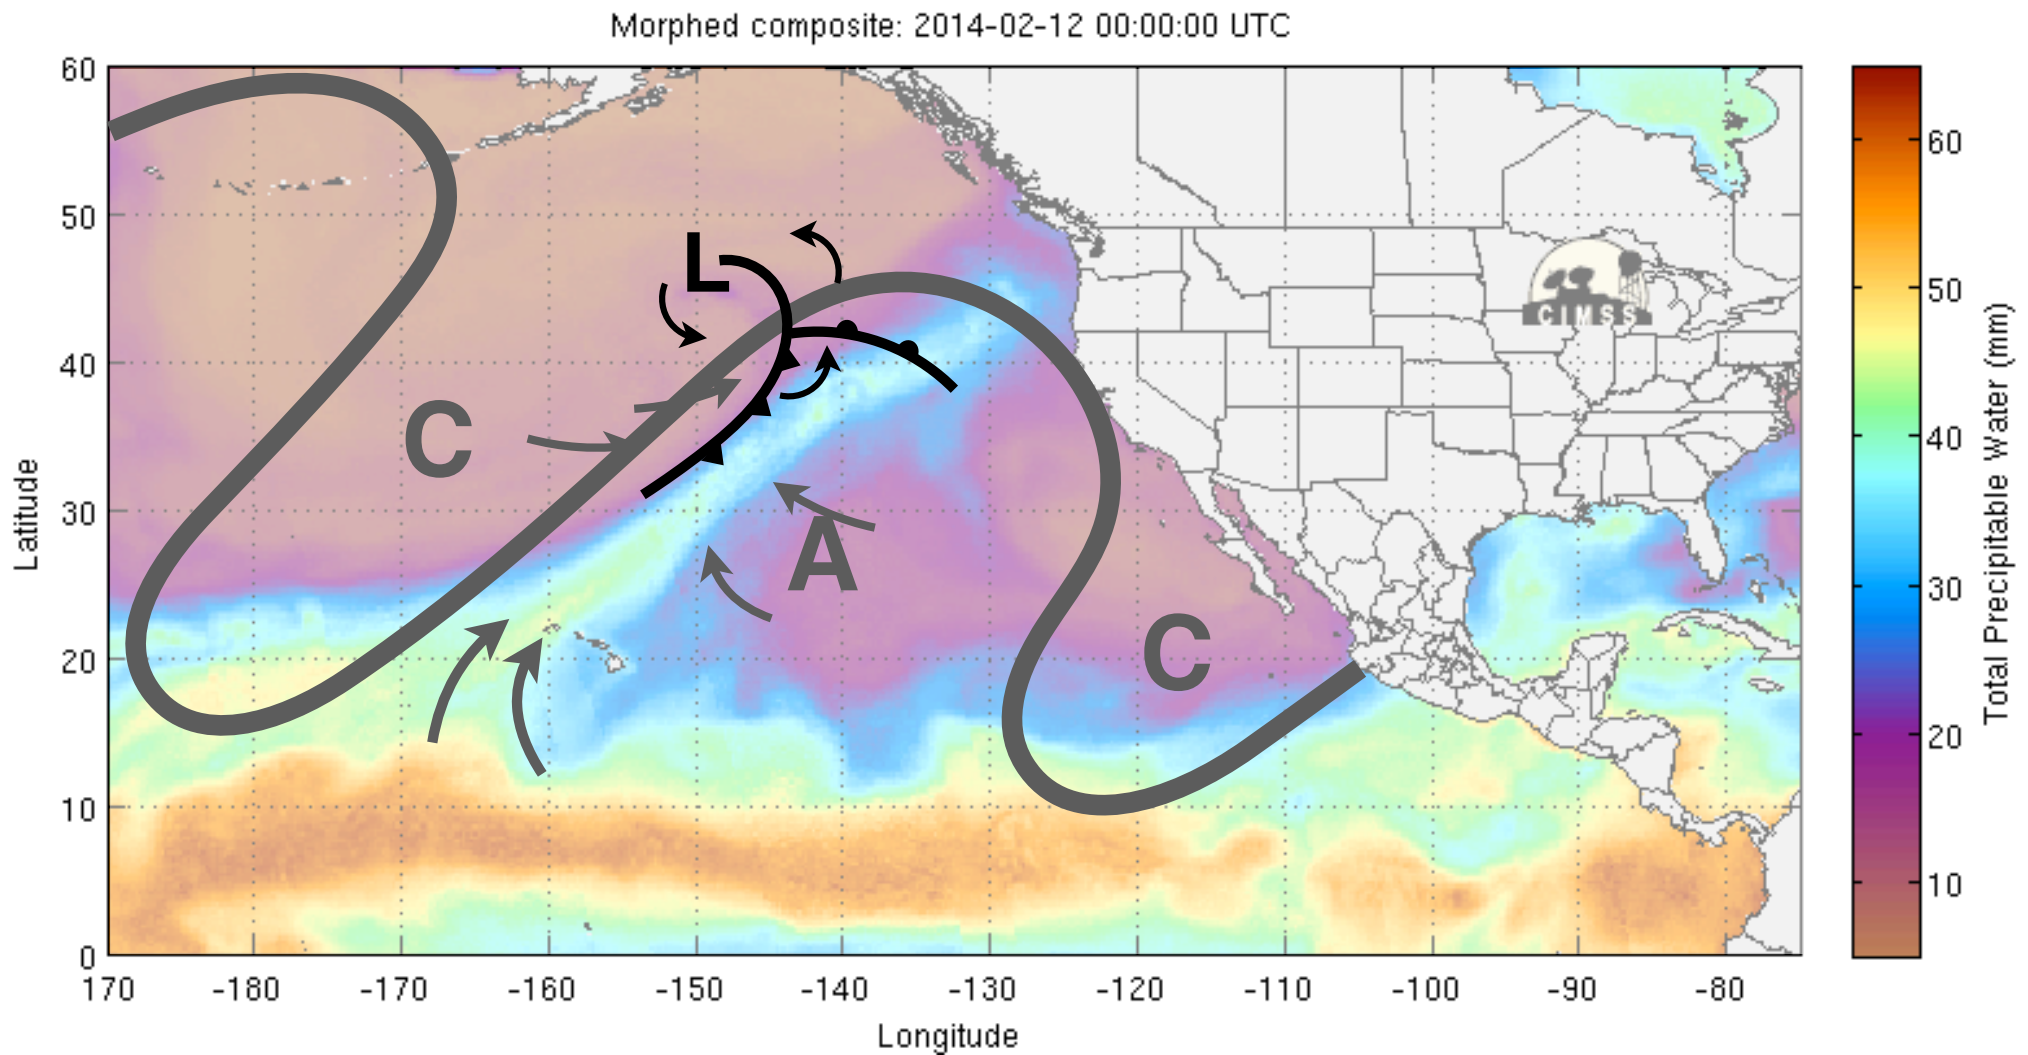 Morphed composite: 2014-02-12 00:00:00 UTC
60
50
40
30
20
10
0
Latitude
L
C
A
C
CIMSS
170
-180
-170
-160
-150
-140
-130
-120
-110
-100
-90
-80
Longitude
60
50
40
30
20
10
Total Precipitable Water (mm)